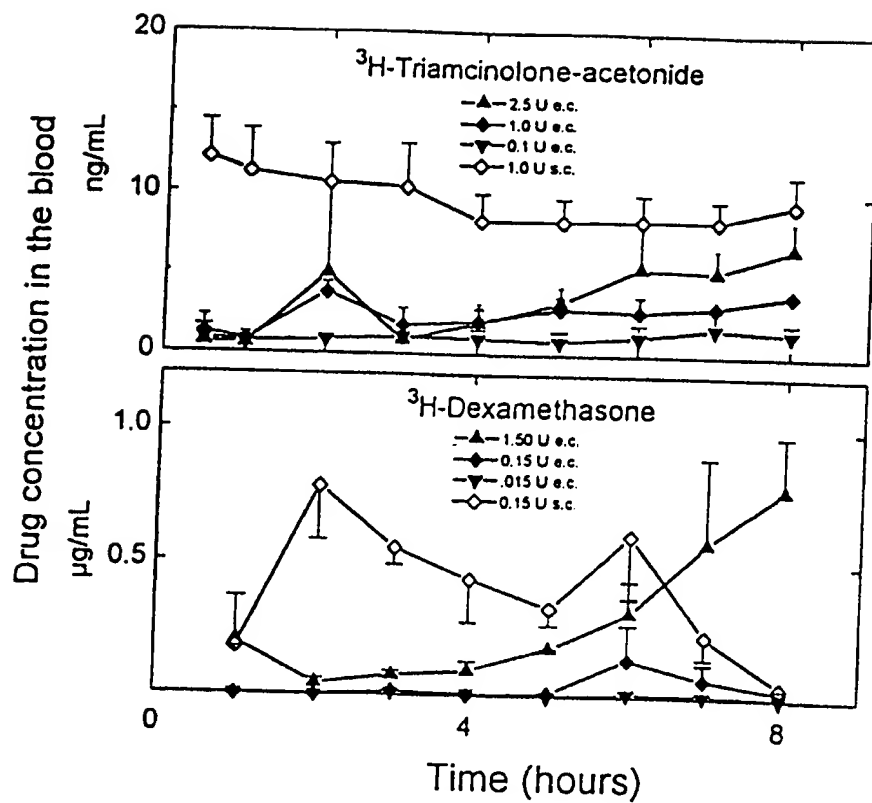 Drug concentration in the blood
ng/mL
20
10
0
³H-Triamcinolone-acetonide
2.5 U e.c.
1.0 U e.c.
0.1 U e.c.
1.0 U s.c.
µg/mL
1.0
0.5
³H-Dexamethasone
1.50 U e.c.
0.15 U e.c.
.015 U e.c.
0.15 U s.c.
0
4
8
Time (hours)